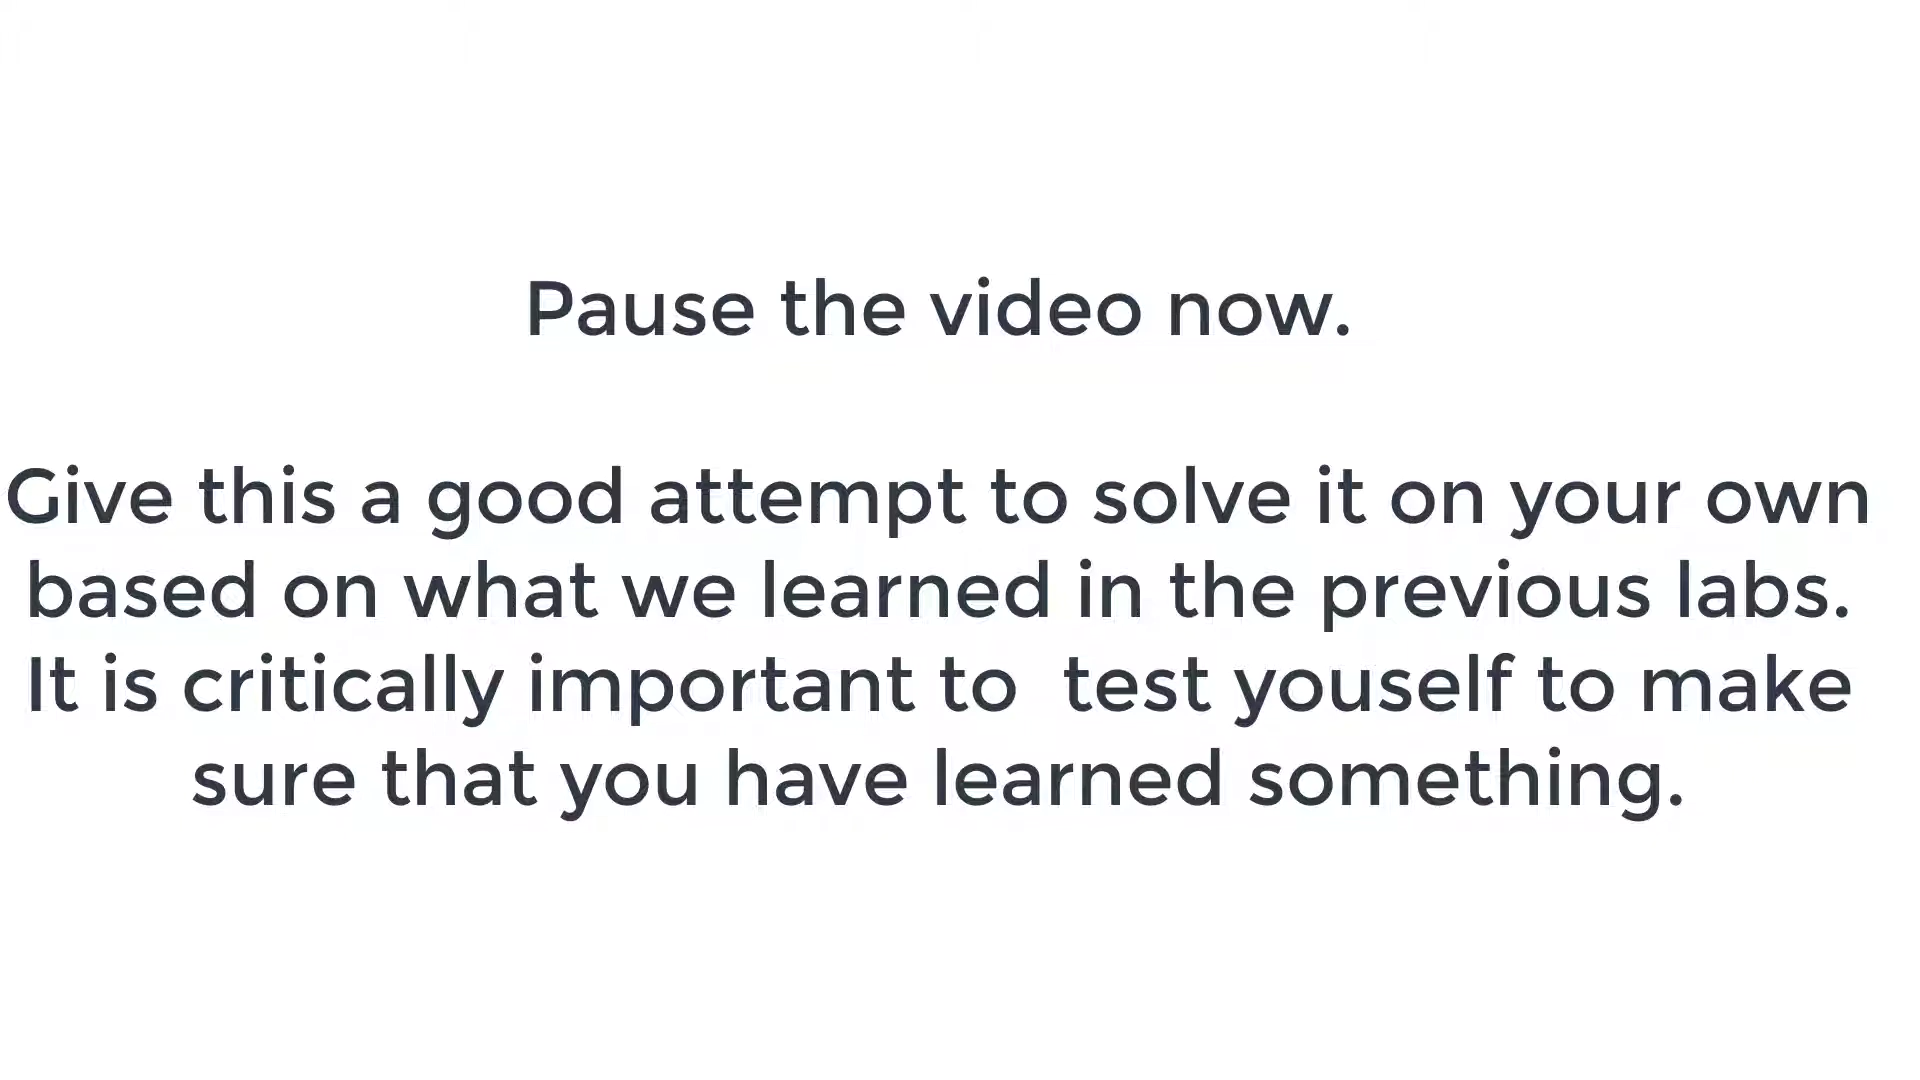 Pause the video now.
Give this a good attempt to solve it on your own
based on what we learned in the previous labs.
It is critically important to  test youself to make
sure that you have learned something.